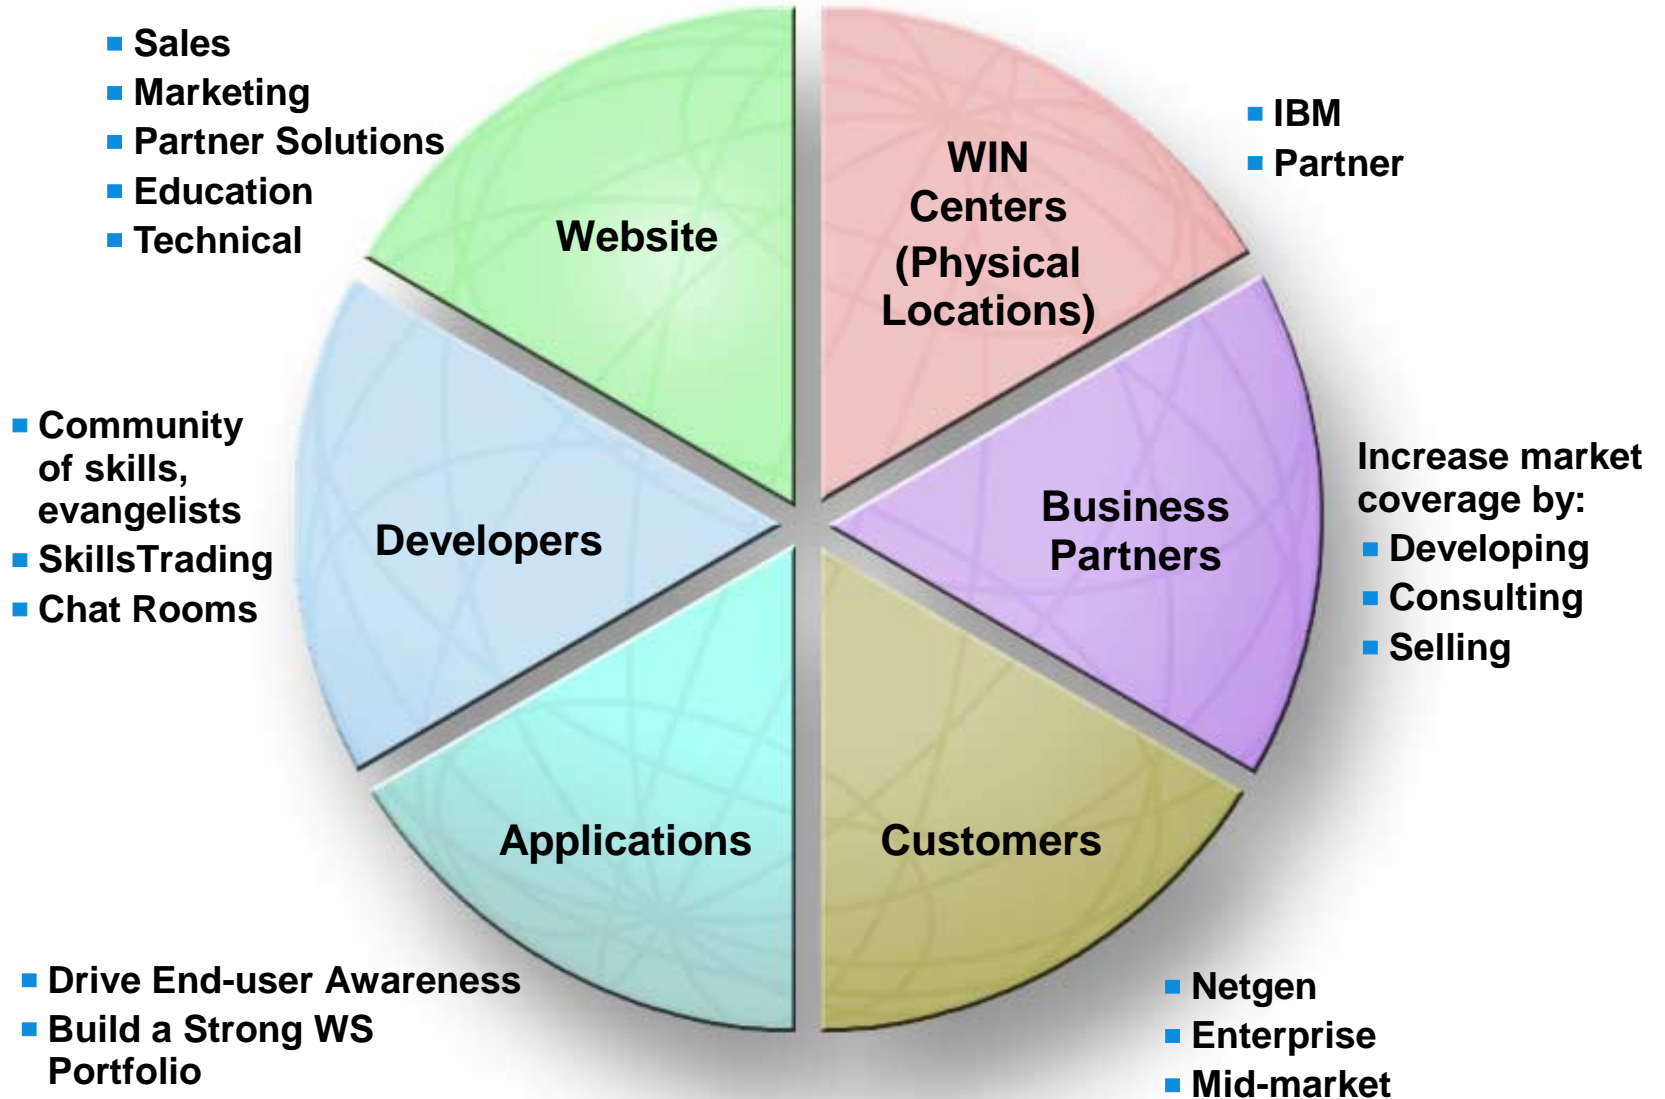 Sales
Marketing
Partner Solutions
Education
Technical
Website
WIN
Centers
(Physical
Locations)
IBM
Partner
Community
of skills,
evangelists
SkillsTrading
Chat Rooms
Developers
Business
Partners
Increase market
coverage by:
Developing
Consulting
Selling
Applications
Customers
Drive End-user Awareness
Build a Strong WS
Portfolio
Netgen
Enterprise
Mid-market